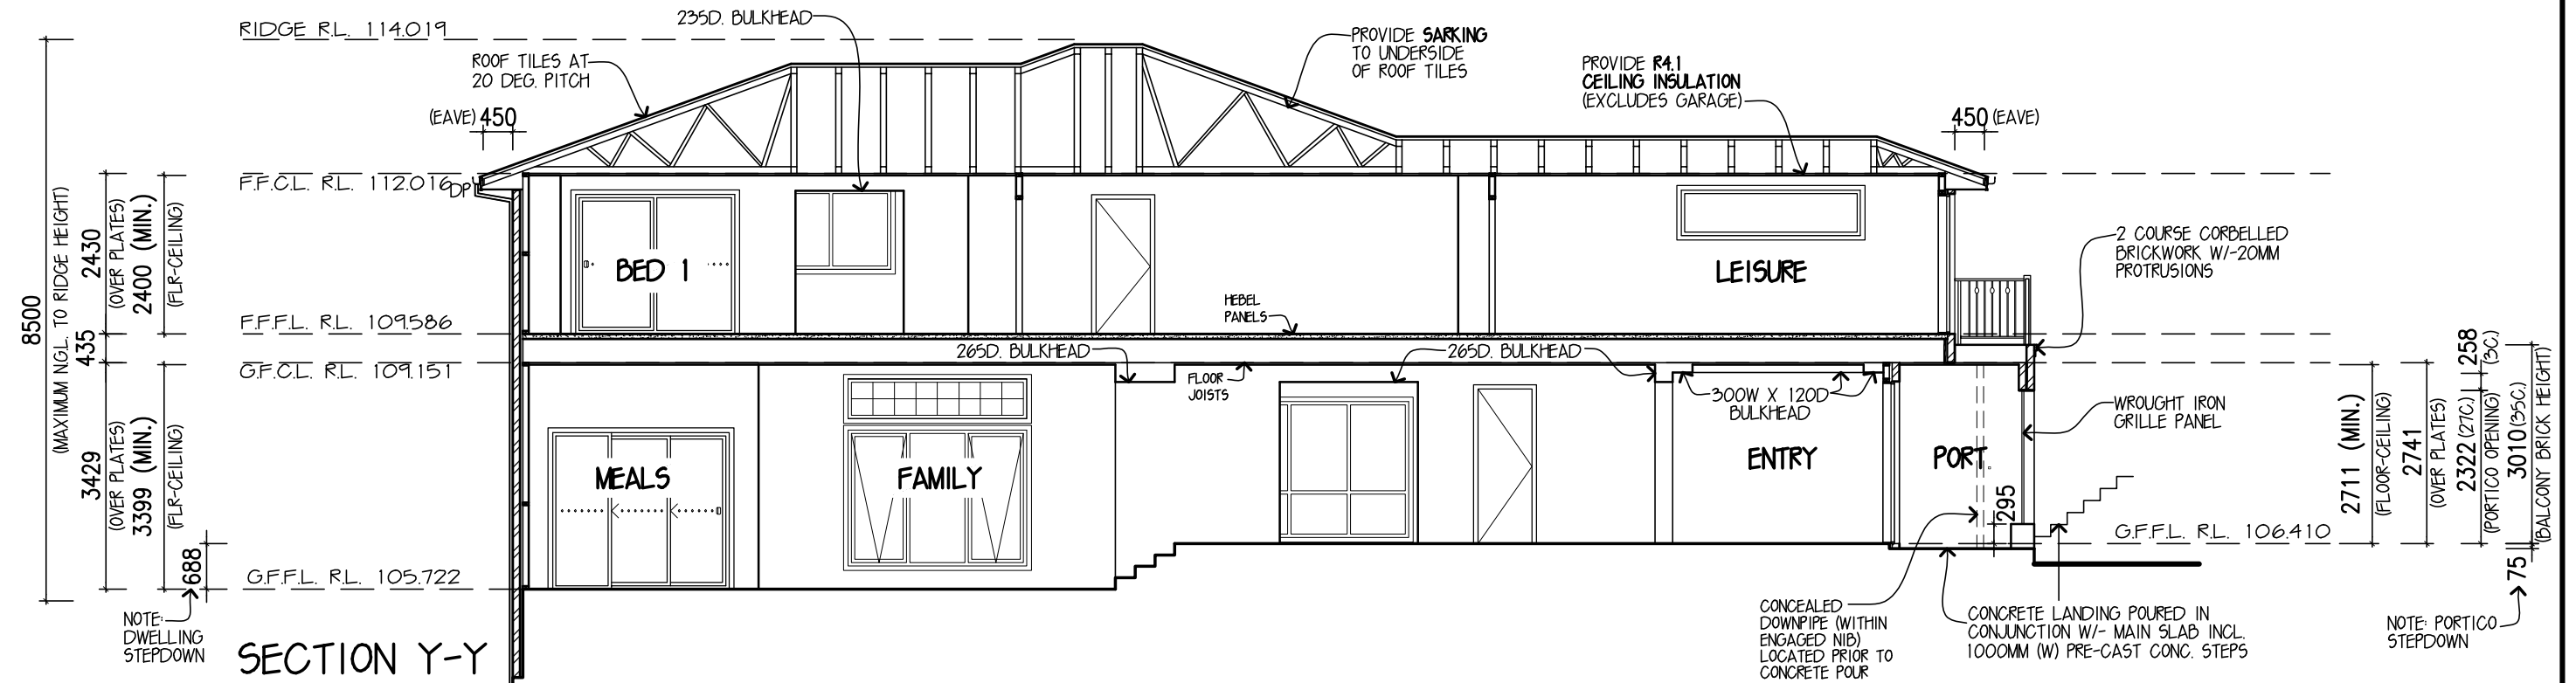 RIDGE R.L. 114.019
235D. BULKHEAD
ROOF TILES AT
20 DEG. PITCH
(EAVE) 450
PROVIDE SARKING
TO UNDERSIDE
OF ROOF TILES
PROVIDE R4.1
CEILING INSULATION
(EXCLUDES GARAGE)
450 (EAVE)
F.F.C.L. R.L. 112.016
DP
8500
(MAXIMUM N.G.L. TO RIDGE HEIGHT)
2430
(OVER PLATES)
2400 (MIN.)
(FLR-CEILING)
435
3429
(OVER PLATES)
3399 (MIN.)
(FLR-CEILING)
688
F.F.F.L. R.L. 109.586
G.F.C.L. R.L. 109.151
G.F.F.L. R.L. 105.722
NOTE:
DWELLING
STEPDOWN
BED 1
LEISURE
HEBEL
PANELS
265D. BULKHEAD
FLOOR
JOISTS
265D. BULKHEAD
300W X 120D
BULKHEAD
MEALS
FAMILY
ENTRY
PORT.
295
2 COURSE CORBELLED
BRICKWORK W/-20MM
PROTRUSIONS
WROUGHT IRON
GRILLE PANEL
G.F.F.L. R.L. 106.410
2711 (MIN.)
(FLOOR-CEILING)
2741
(OVER PLATES)
258
(3C.)
2322 (27C.)
(PORTICO OPENING)
3010 (35C.)
(BALCONY BRICK HEIGHT)
75
CONCEALED
DOWNPIPE (WITHIN
ENGAGED NIB)
LOCATED PRIOR TO
CONCRETE POUR
CONCRETE LANDING POURED IN
CONJUNCTION W/- MAIN SLAB INCL.
1000MM (W) PRE-CAST CONC. STEPS
NOTE: PORTICO
STEPDOWN
SECTION Y-Y